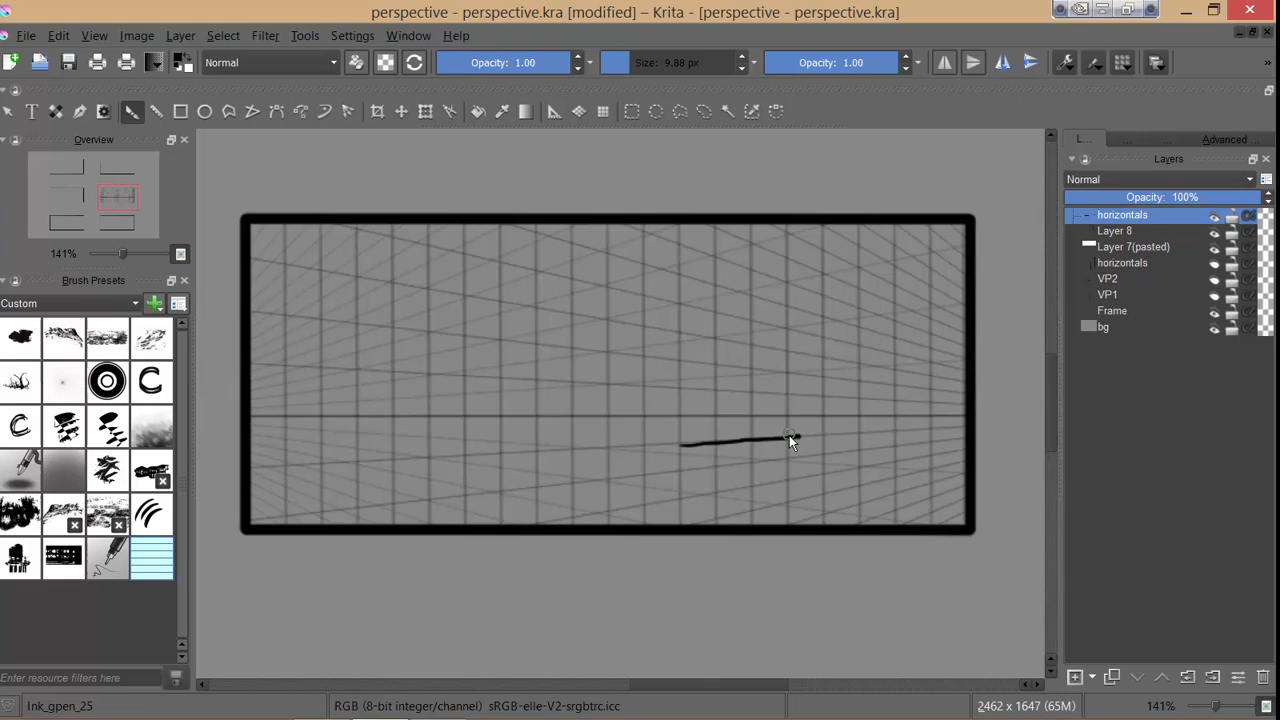 perspective - perspective.kra [modified] – Krita - [perspective - perspective.kra]
File Edit View Image Layer Select Filter Tools Settings Window Help
Normal Opacity: 1.00 Size: 9.88 px Opacity: 1.00 »
Overview
141%
Brush Presets
Custom
Enter resource filters here
L... ... ... Advanced ...
Layers
Normal
Opacity: 100%
horizontals
Layer 8
Layer 7(pasted)
horizontals
VP2
VP1
Frame
bg
Ink_gpen_25 RGB (8-bit integer/channel) sRGB-elle-V2-srgbtrc.icc 2462 x 1647 (65M) 141%